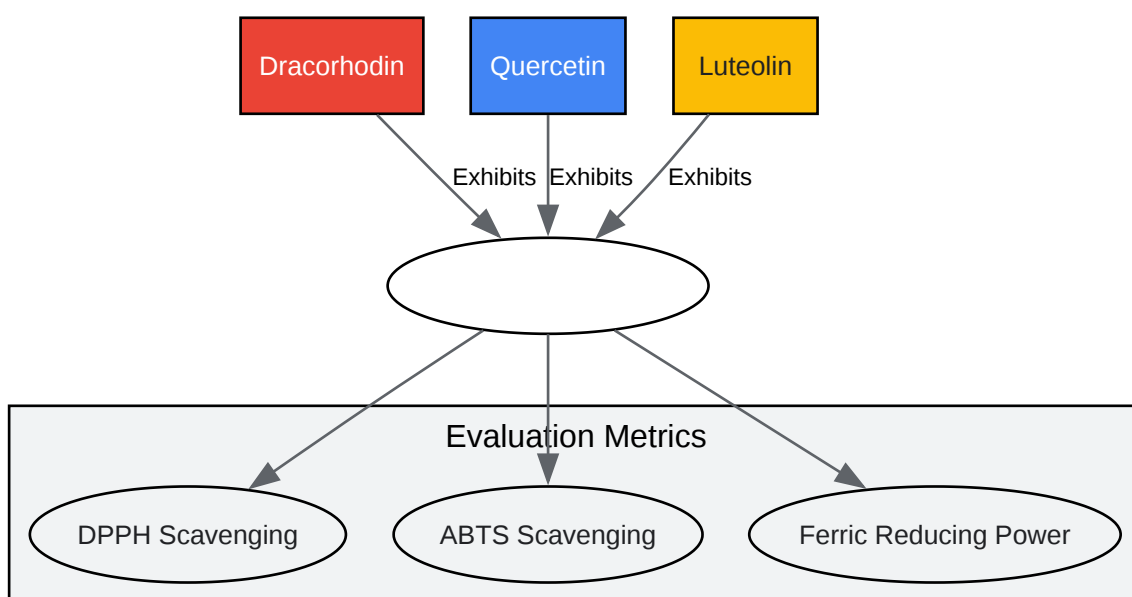 Dracorhodin
Quercetin
Luteolin
Exhibits
Exhibits
Exhibits
Evaluation Metrics
DPPH Scavenging
ABTS Scavenging
Ferric Reducing Power